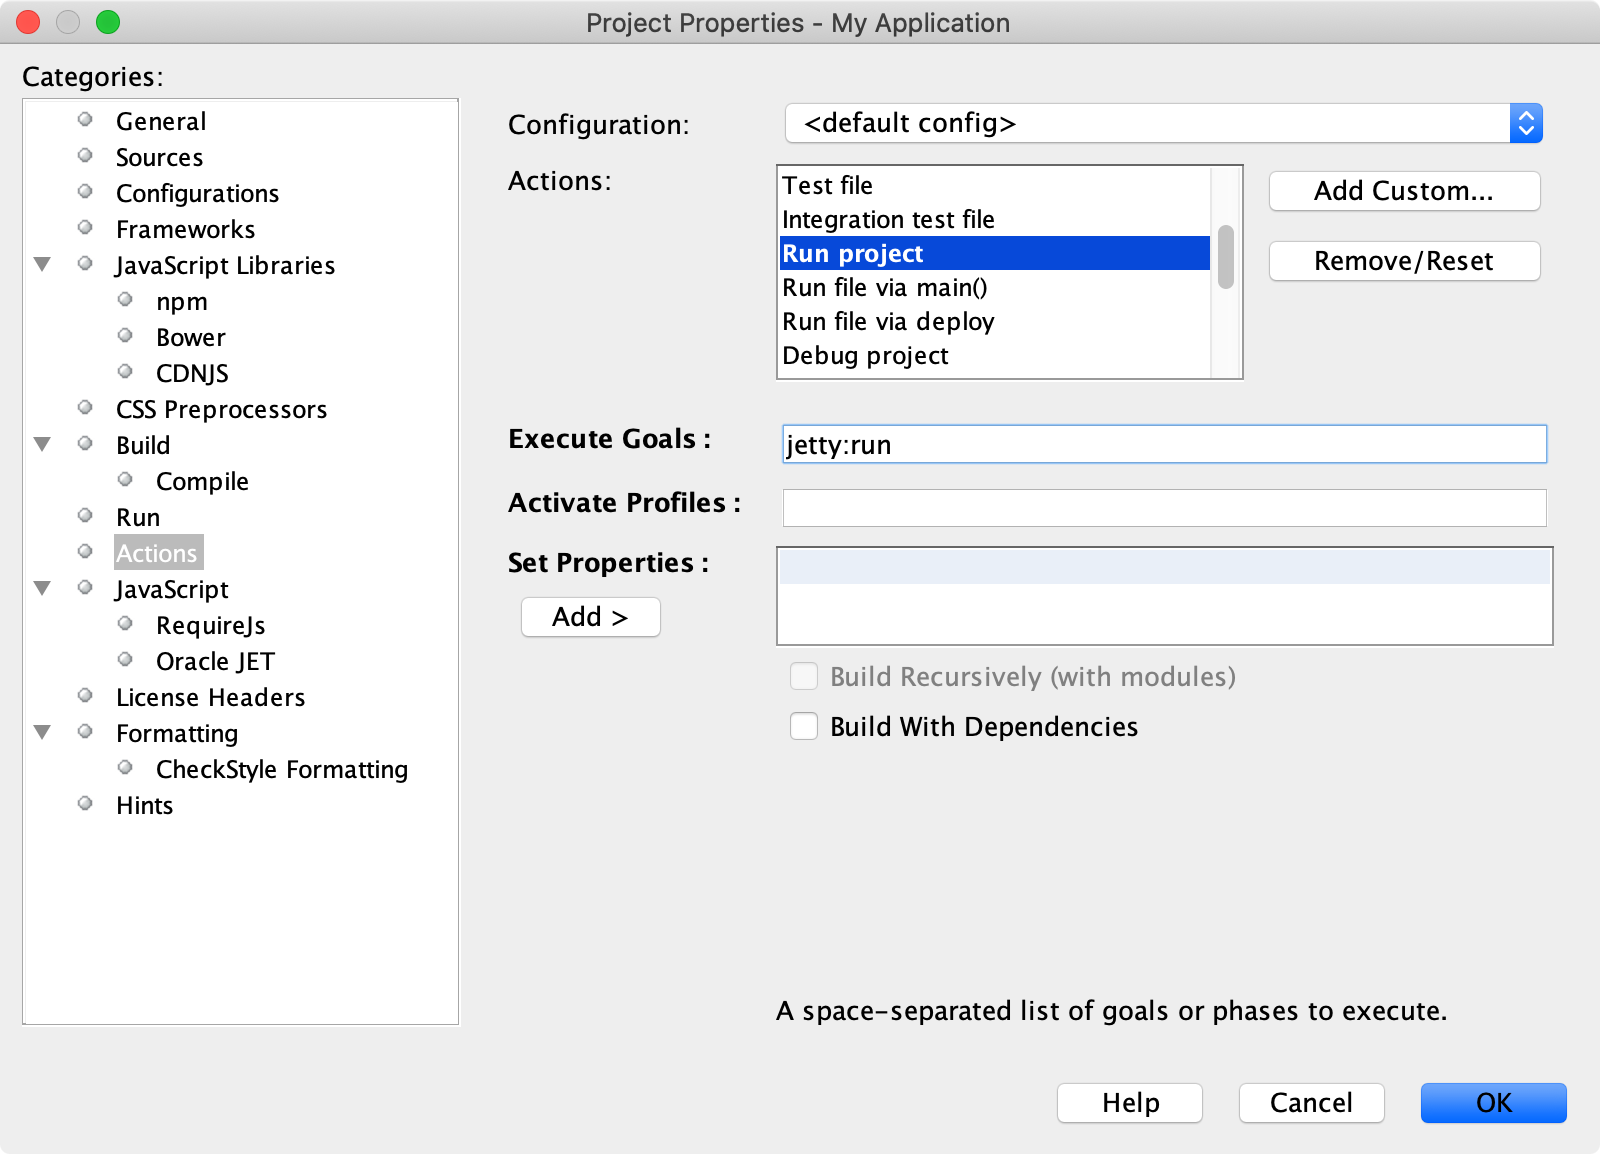 Project Properties - My Application
Categories:
General
Sources
Configurations
Frameworks
JavaScript Libraries
npm
Bower
CDNJS
CSS Preprocessors
Build
Compile
Run
Actions
JavaScript
RequireJs
Oracle JET
License Headers
Formatting
CheckStyle Formatting
Hints
Configuration:
<default config>
Actions:
Test file
Integration test file
Run project
Run file via main()
Run file via deploy
Debug project
Add Custom...
Remove/Reset
Execute Goals :
jetty:run
Activate Profiles :
Set Properties :
Add >
Build Recursively (with modules)
Build With Dependencies
A space-separated list of goals or phases to execute.
Help
Cancel
OK